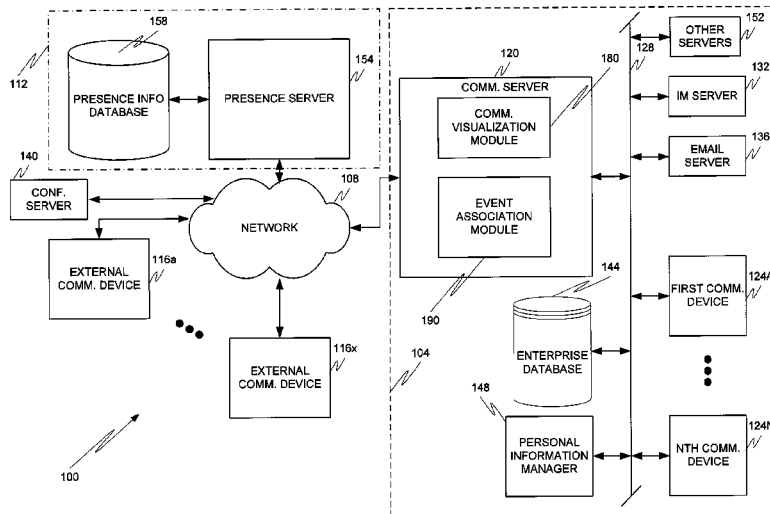 158
112
PRESENCE INFO
DATABASE
154
PRESENCE SERVER
140
CONF.
SERVER
108
NETWORK
116a
EXTERNAL
COMM. DEVICE
116x
EXTERNAL
COMM. DEVICE
100
120
COMM. SERVER
180
COMM.
VISUALIZATION
MODULE
EVENT
ASSOCIATION
MODULE
190
144
ENTERPRISE
DATABASE
104
148
PERSONAL
INFORMATION
MANAGER
128
152
OTHER
SERVERS
132
IM SERVER
136
EMAIL
SERVER
124A
FIRST COMM.
DEVICE
124N
NTH COMM.
DEVICE